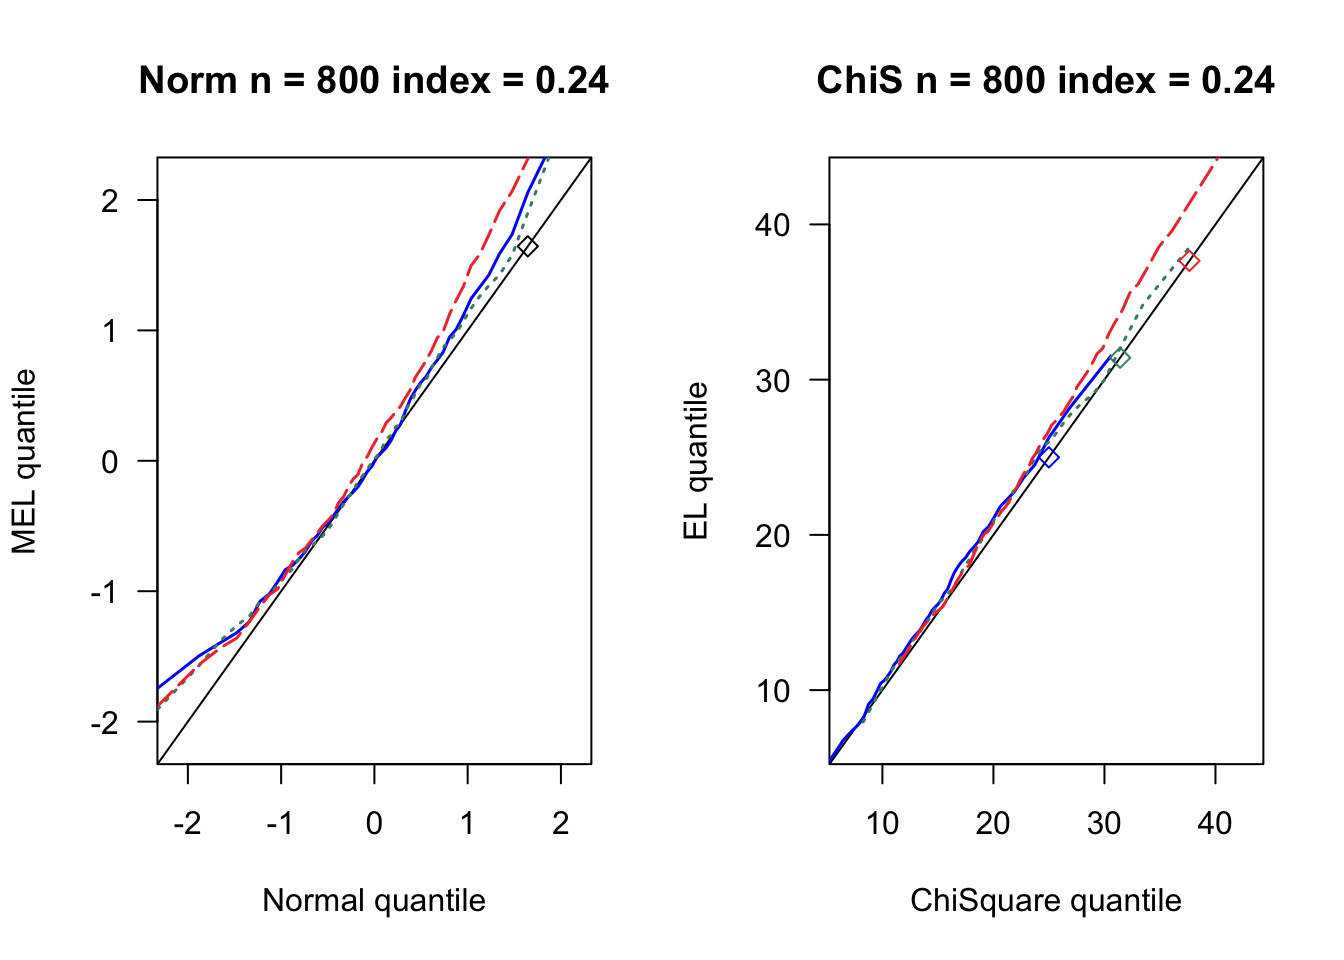 Norm n = 800 index = 0.24
MEL quantile
2
1
0
-1
-2
-2 -1 0 1 2
Normal quantile
ChiS n = 800 index = 0.24
EL quantile
40
30
20
10
10 20 30 40
ChiSquare quantile